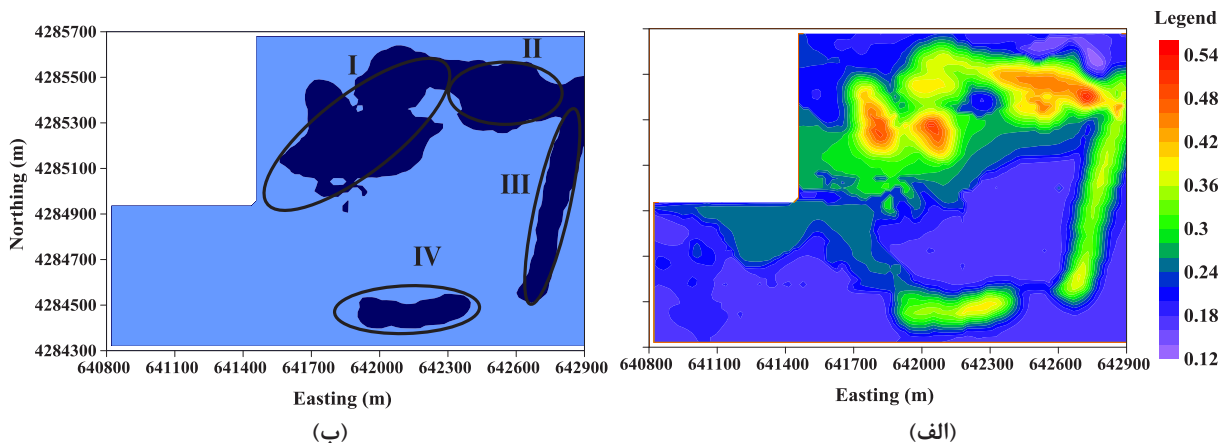 Legend
0.54
0.48
0.42
0.36
0.30
0.24
0.18
0.12
4285700
4285500
4285300
4285100
4284900
4284700
4284500
4284300
Northing (m)
I
II
III
IV
640800 641100 641400 641700 642000 642300 642600 642900
Easting (m)
(ب)
640800 641100 641400 641700 642000 642300 642600 642900
Easting (m)
(الف)